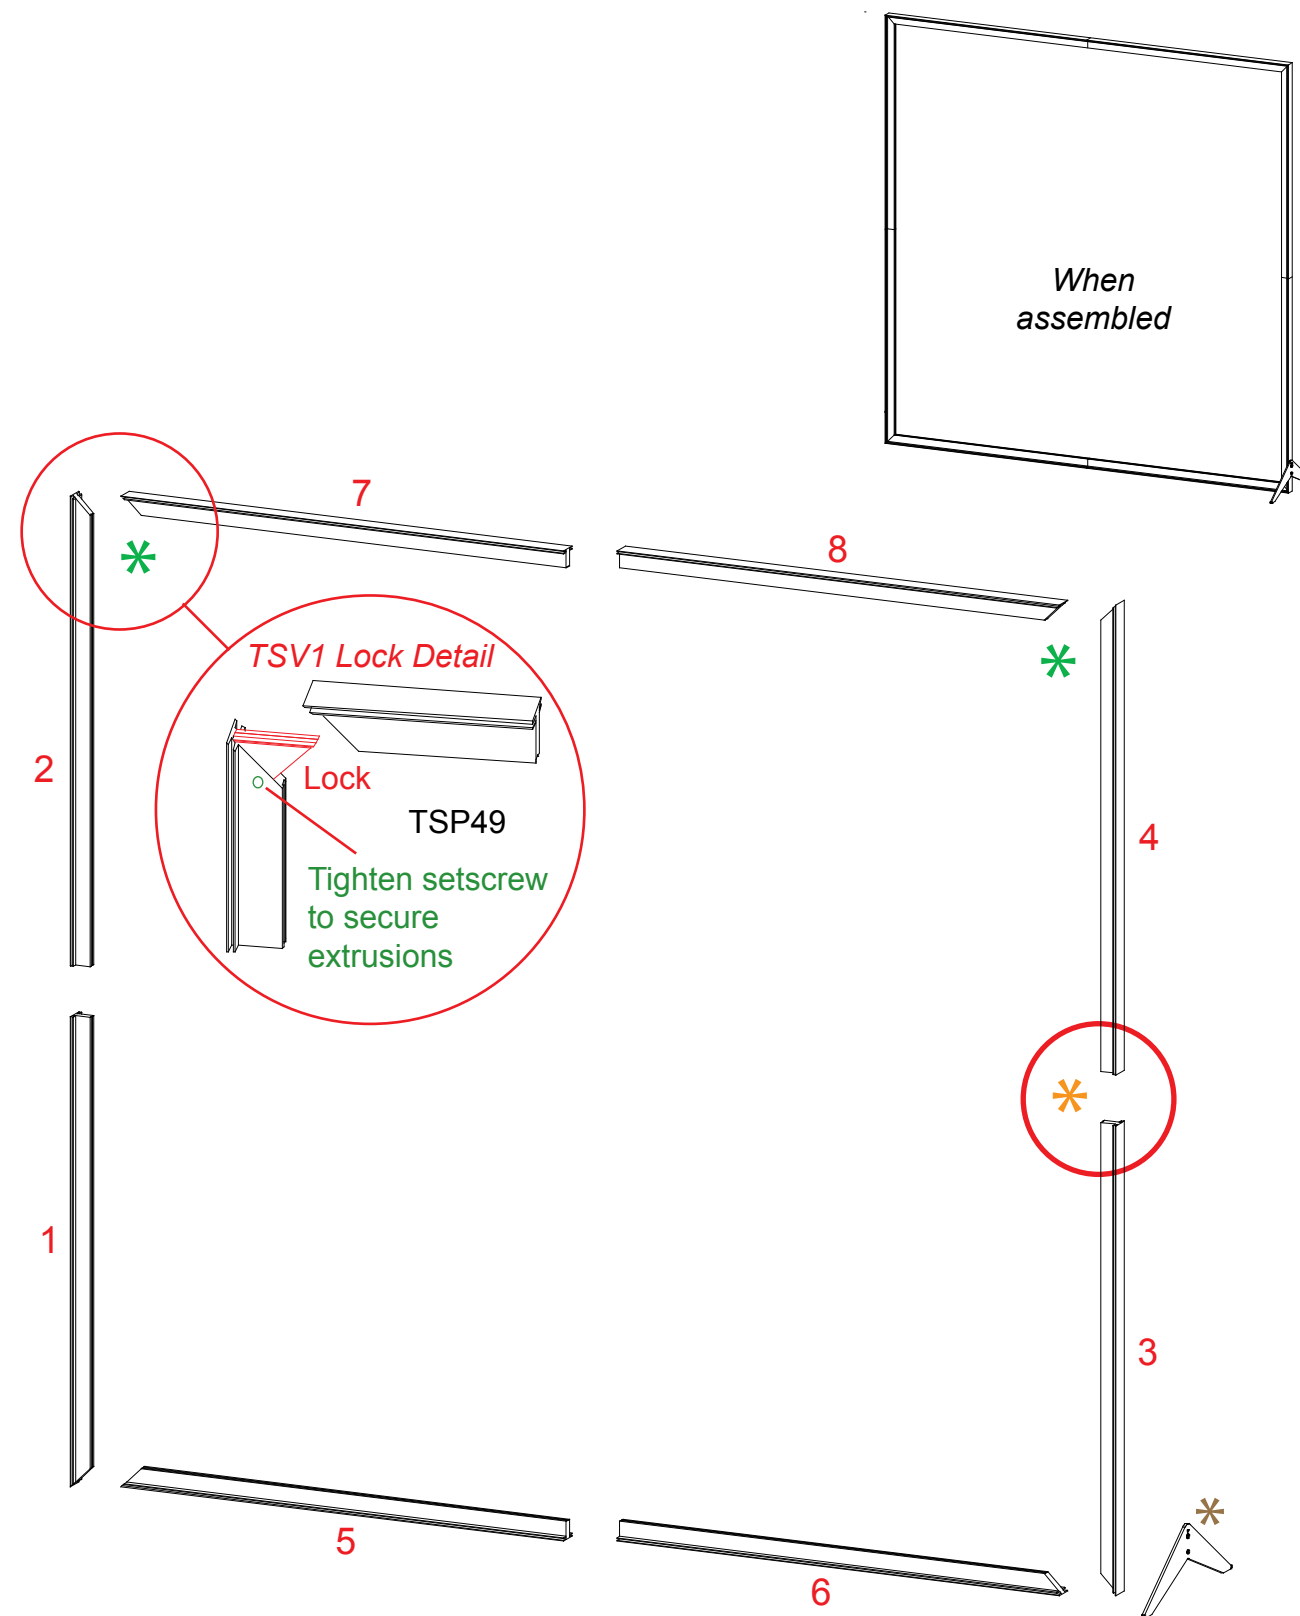 When
assembled
7
8
*
*
TSV1 Lock Detail
2
Lock
TSP49
4
Tighten setscrew
to secure
extrusions
*
1
3
*
5
6